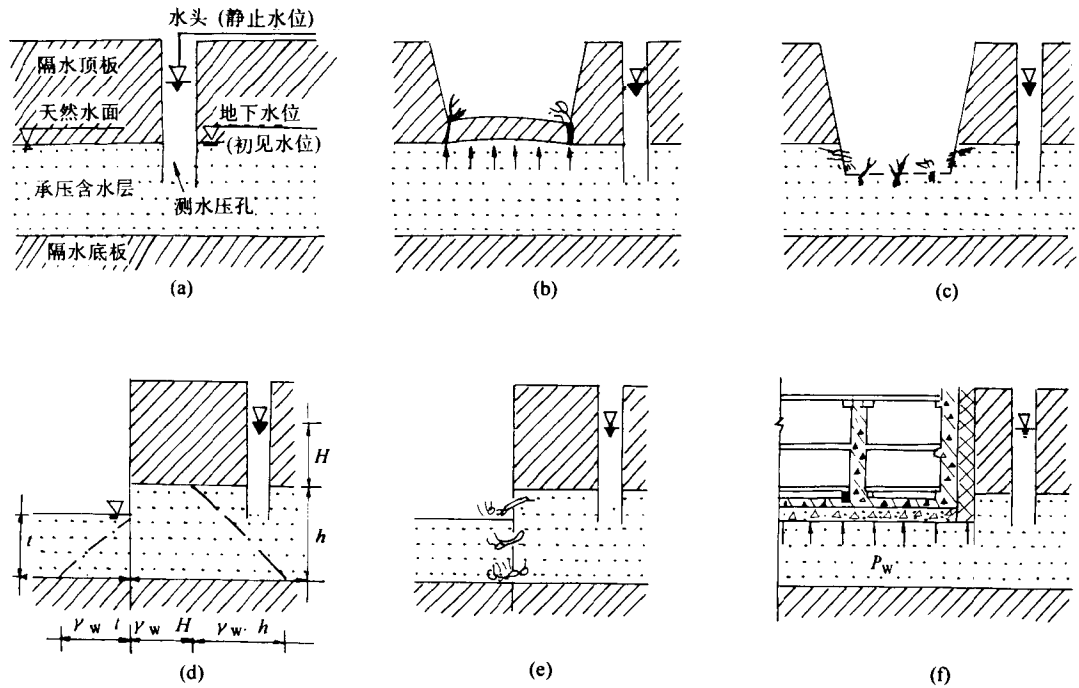 水头 (静止水位)
隔水顶板
天然水面
地下水位
(初见水位)
承压含水层
测水压孔
隔水底板
(a)
(b)
(c)
H
t
h
γw t
γw H
γw. h
(d)
(e)
Pw
(f)